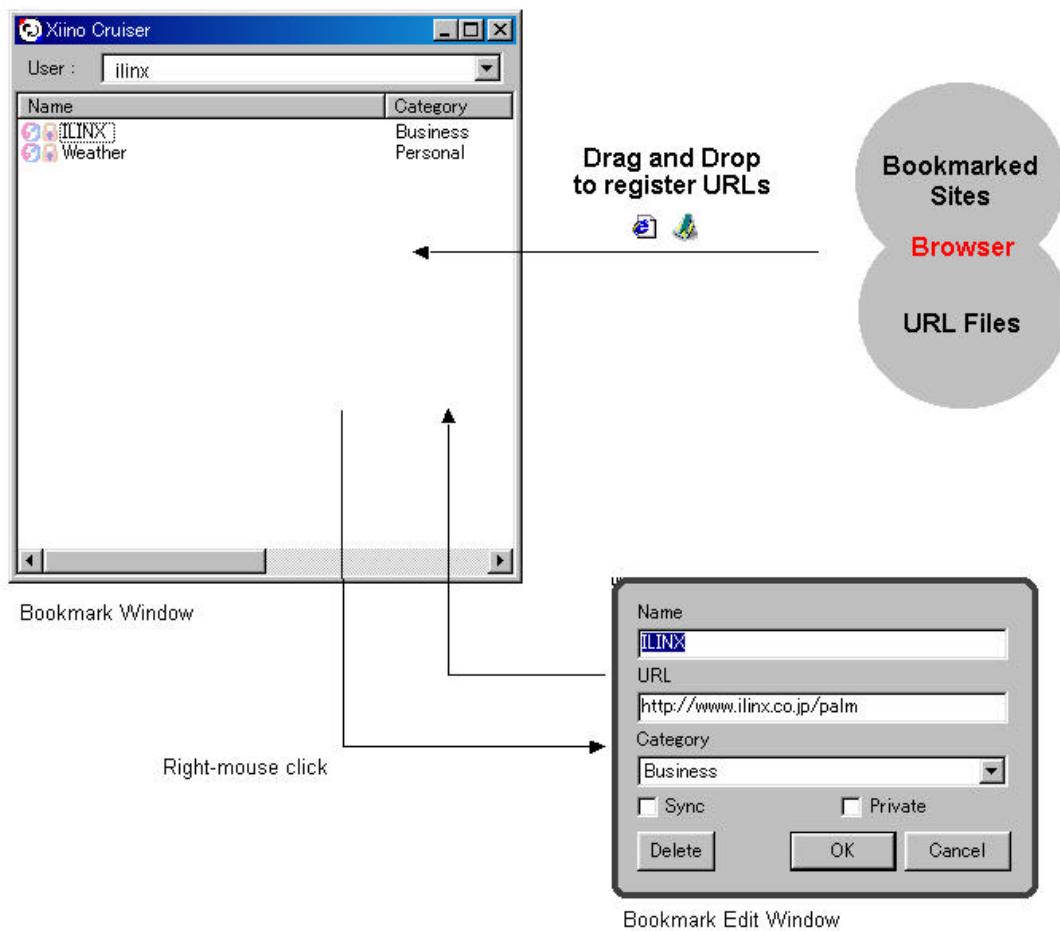 Xiino Cruiser
User : ilinx
Name Category
ILINX Business
Weather Personal
Drag and Drop
to register URLs
Bookmarked
Sites
Browser
URL Files
Bookmark Window
Right-mouse click
Name
ILINX
URL
http://www.ilinx.co.jp/palm
Category
Business
Sync Private
Delete OK Cancel
Bookmark Edit Window